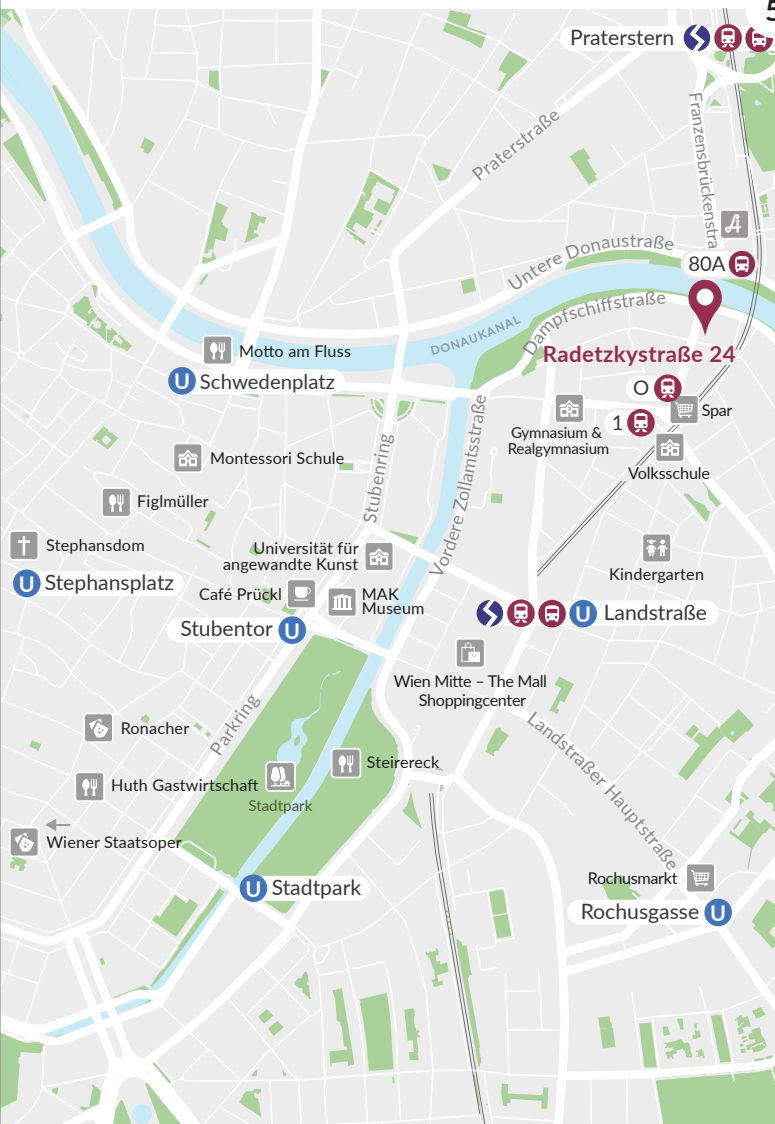 5
Praterstern
Franzensbrückenstra
Praterstraße
Untere Donaustraße
80A
Dampfschiffstraße
DONAUKANAL
Motto am Fluss
Radetzkystraße 24
U Schwedenplatz
O
Spar
1
Gymnasium &
Realgymnasium
Volksschule
Stubenring
Vordere Zollamtsstraße
Montessori Schule
Figlmüller
Stephansdom
Universität für
angewandte Kunst
Kindergarten
U Stephansplatz
Café Prückl
MAK
Museum
U Landstraße
Stubentor U
Wien Mitte – The Mall
Shoppingcenter
Parkring
Landstraßer Hauptstraße
Ronacher
Steirereck
Huth Gastwirtschaft
Stadtpark
Wiener Staatsoper
U Stadtpark
Rochusmarkt
Rochusgasse U